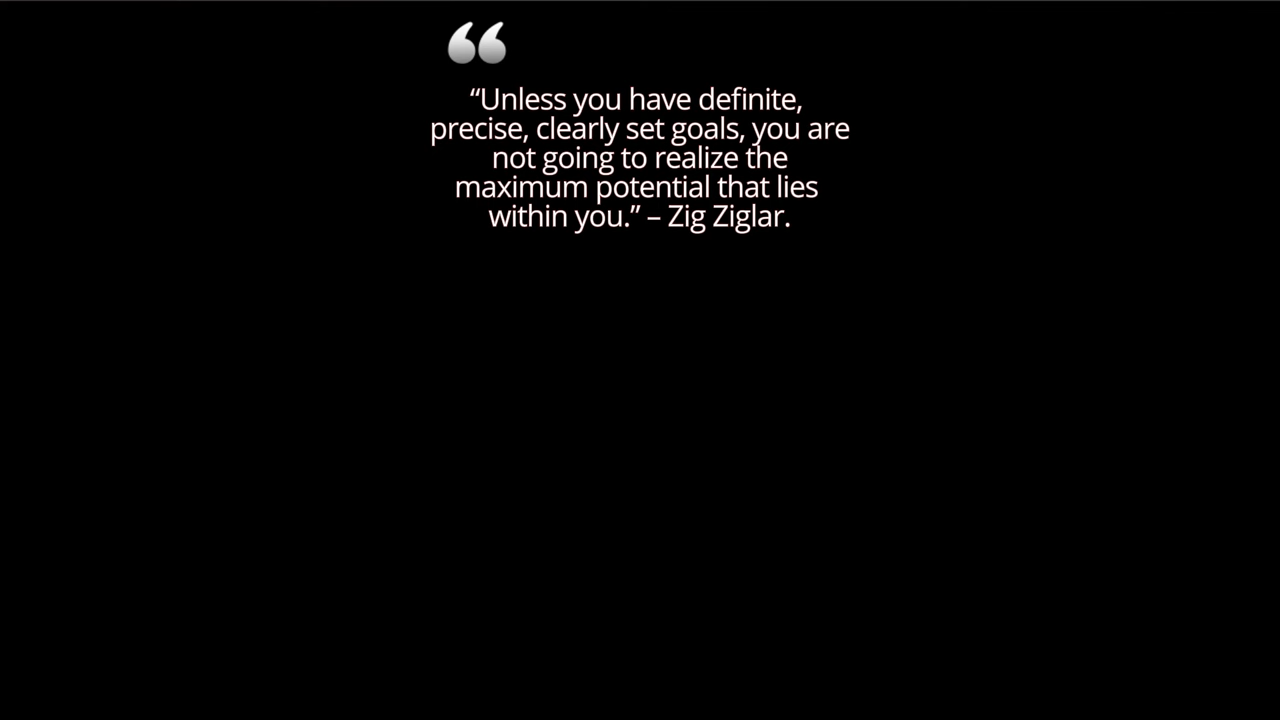 “Unless you have definite,
precise, clearly set goals, you are
not going to realize the
maximum potential that lies
within you.” – Zig Ziglar.